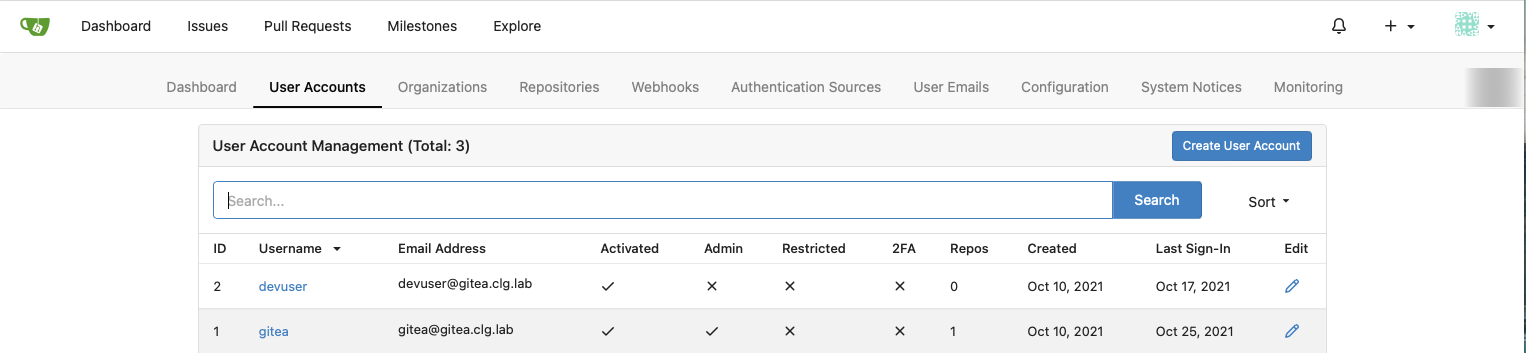 Dashboard Issues Pull Requests Milestones Explore
Dashboard User Accounts Organizations Repositories Webhooks Authentication Sources User Emails Configuration System Notices Monitoring
User Account Management (Total: 3) Create User Account
Search... Search Sort
ID Username Email Address Activated Admin Restricted 2FA Repos Created Last Sign-In Edit
2 devuser devuser@gitea.clg.lab 0 Oct 10, 2021 Oct 17, 2021
1 gitea gitea@gitea.clg.lab 1 Oct 10, 2021 Oct 25, 2021